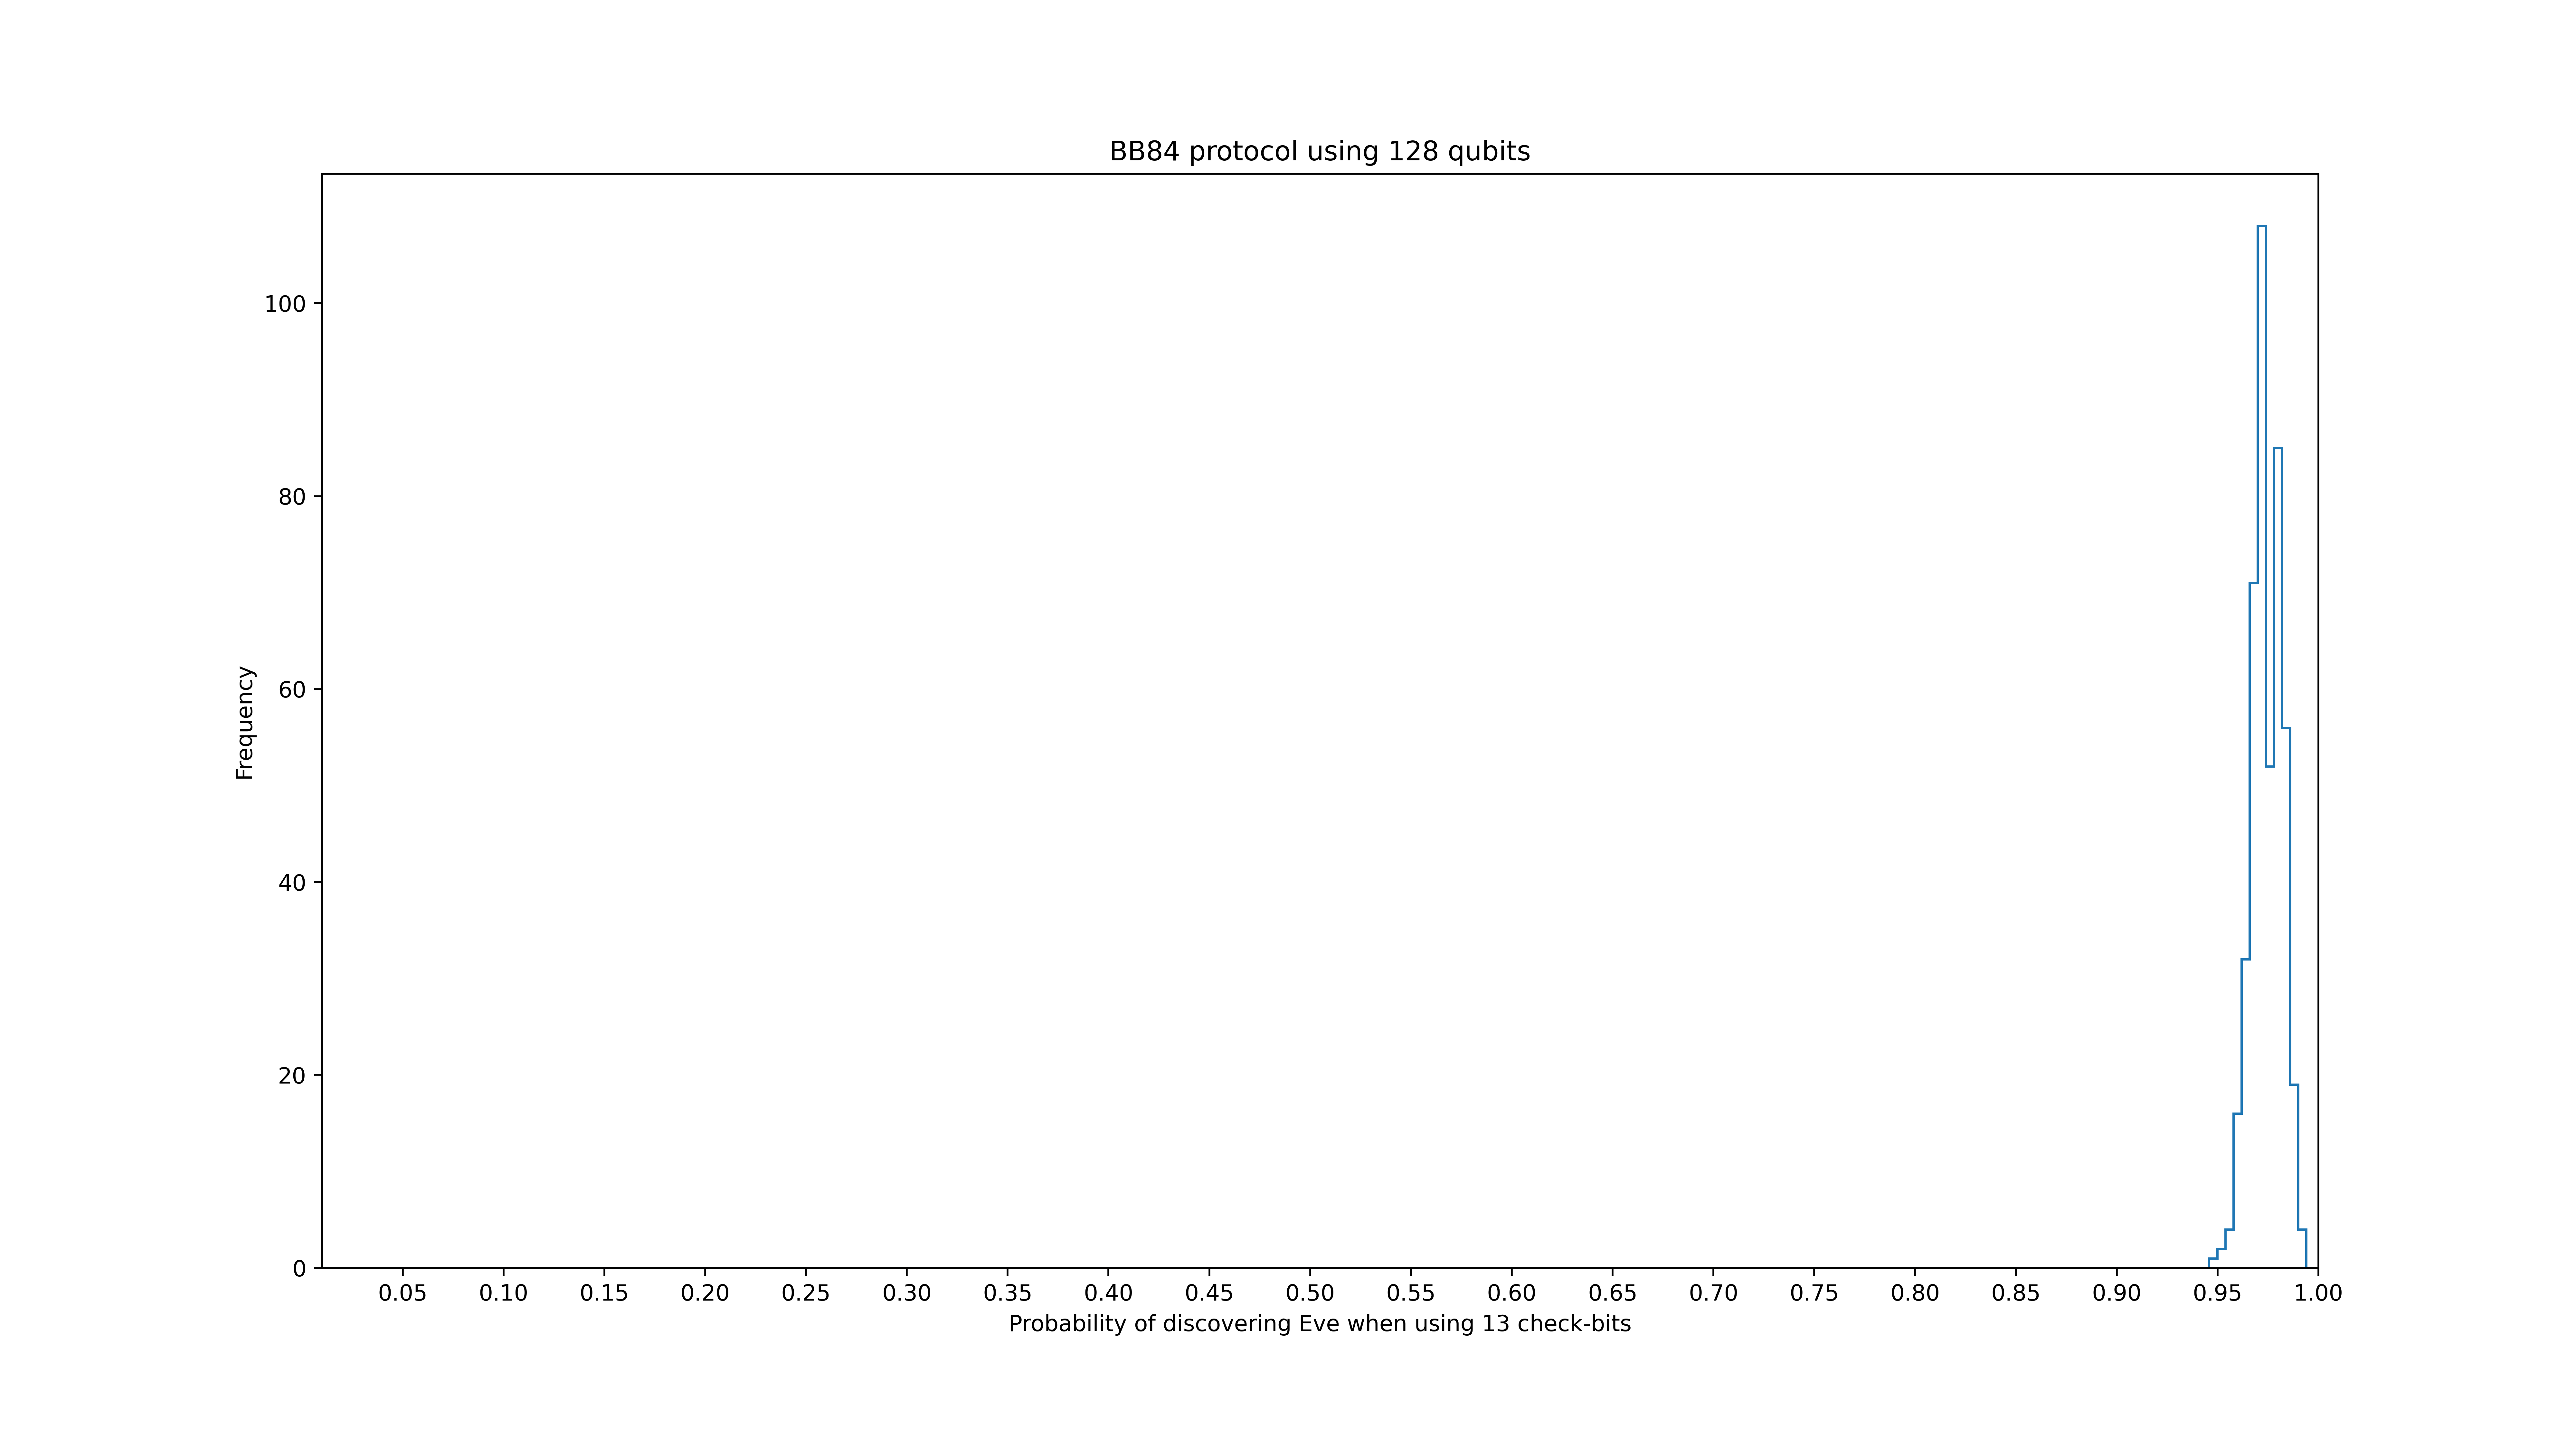 BB84 protocol using 128 qubits
100
80
60
40
20
0
Frequency
0.05 0.10 0.15 0.20 0.25 0.30 0.35 0.40 0.45 0.50 0.55 0.60 0.65 0.70 0.75 0.80 0.85 0.90 0.95 1.00
Probability of discovering Eve when using 13 check-bits